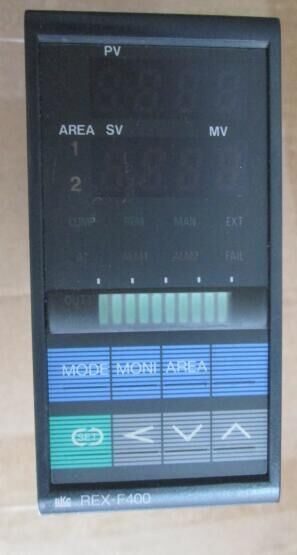 PV
AREA SV MV
1
2
COMP REM MAN EXT
AT ALM1 ALM2 FAIL
OUT1
MODE MONI AREA
SET
RKC REX-F400